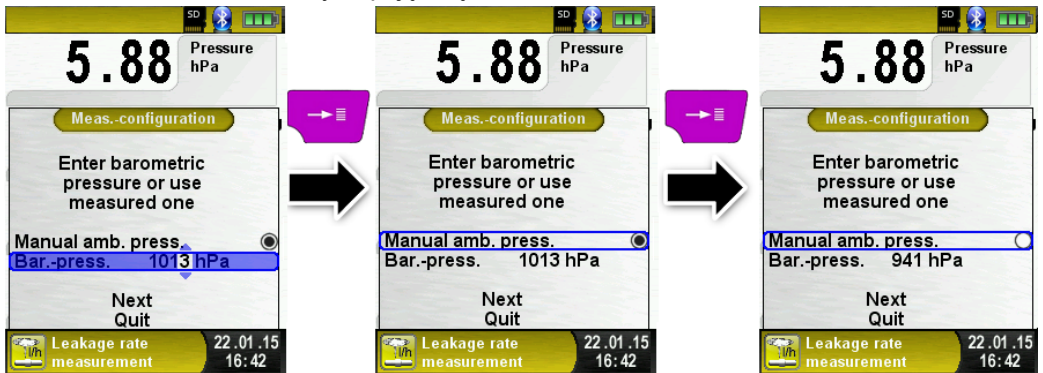 SD
5.88 Pressure
hPa
Meas.-configuration
Enter barometric
pressure or use
measured one
Manual amb. press.
Bar.-press. 1013 hPa
Next
Quit
l/h Leakage rate 22.01.15
measurement 16:42
SD
5.88 Pressure
hPa
Meas.-configuration
Enter barometric
pressure or use
measured one
Manual amb. press.
Bar.-press. 1013 hPa
Next
Quit
l/h Leakage rate 22.01.15
measurement 16:42
SD
5.88 Pressure
hPa
Meas.-configuration
Enter barometric
pressure or use
measured one
Manual amb. press.
Bar.-press. 941 hPa
Next
Quit
l/h Leakage rate 22.01.15
measurement 16:42